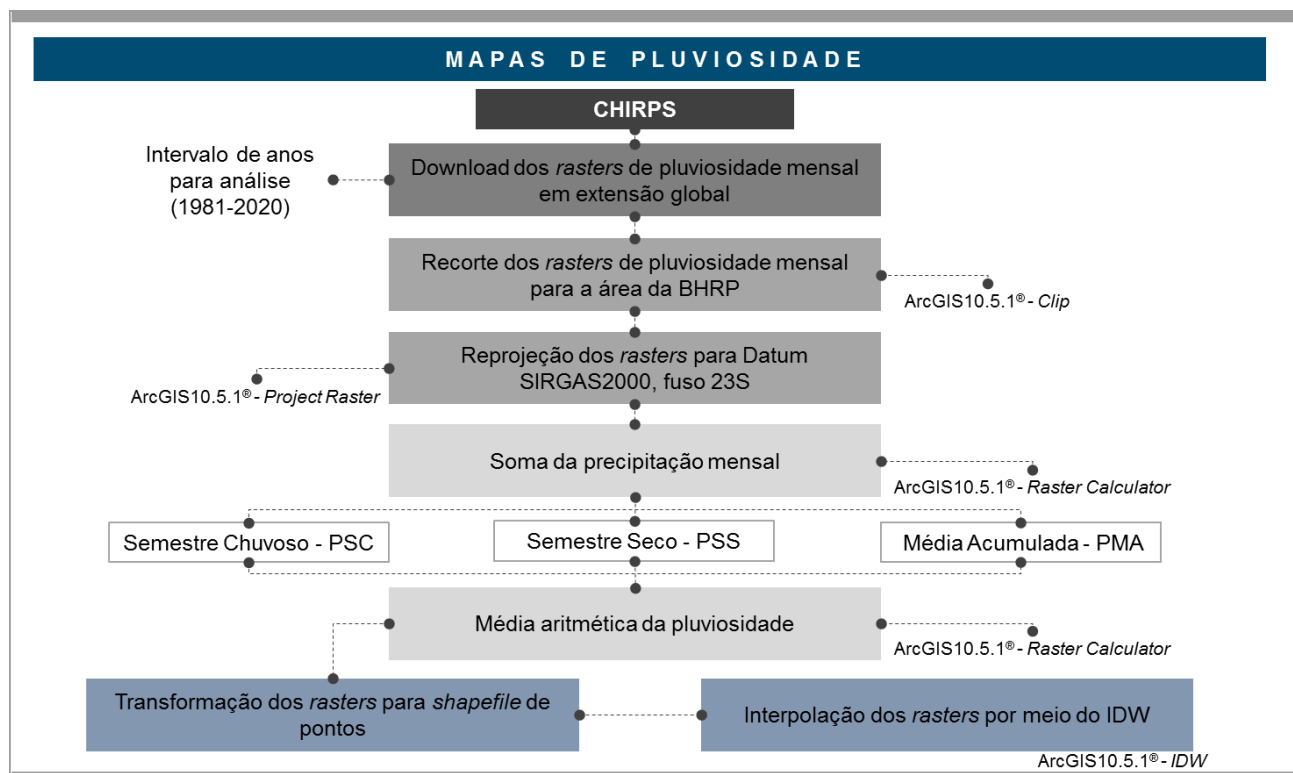 MAPAS DE PLUVIOSIDADE
CHIRPS
Intervalo de anos
para análise
(1981-2020)
Download dos rasters de pluviosidade mensal
em extensão global
Recorte dos rasters de pluviosidade mensal
para a área da BHRP
ArcGIS10.5.1® - Clip
Reprojeção dos rasters para Datum
SIRGAS2000, fuso 23S
ArcGIS10.5.1® - Project Raster
Soma da precipitação mensal
ArcGIS10.5.1® - Raster Calculator
Semestre Chuvoso - PSC
Semestre Seco - PSS
Média Acumulada - PMA
Média aritmética da pluviosidade
ArcGIS10.5.1® - Raster Calculator
Transformação dos rasters para shapefile de
pontos
Interpolação dos rasters por meio do IDW
ArcGIS10.5.1® - IDW